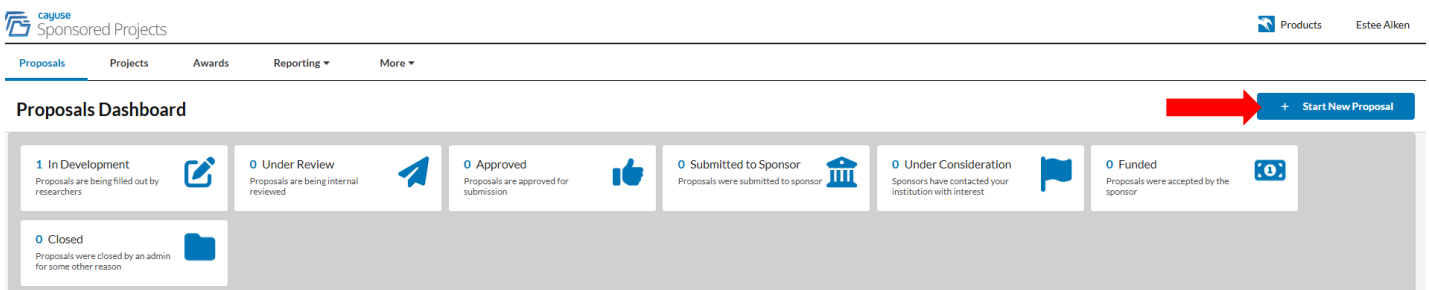 cayuse
Sponsored Projects
Products
Estee Aiken
Proposals
Projects
Awards
Reporting
More
Proposals Dashboard
+ Start New Proposal
1 In Development
Proposals are being filled out by
researchers
0 Under Review
Proposals are being internal
reviewed
0 Approved
Proposals are approved for
submission
0 Submitted to Sponsor
Proposals were submitted to sponsor
0 Under Consideration
Sponsors have contacted your
institution with interest
0 Funded
Proposals were accepted by the
sponsor
1
0 Closed
Proposals were closed by an admin
for some other reason